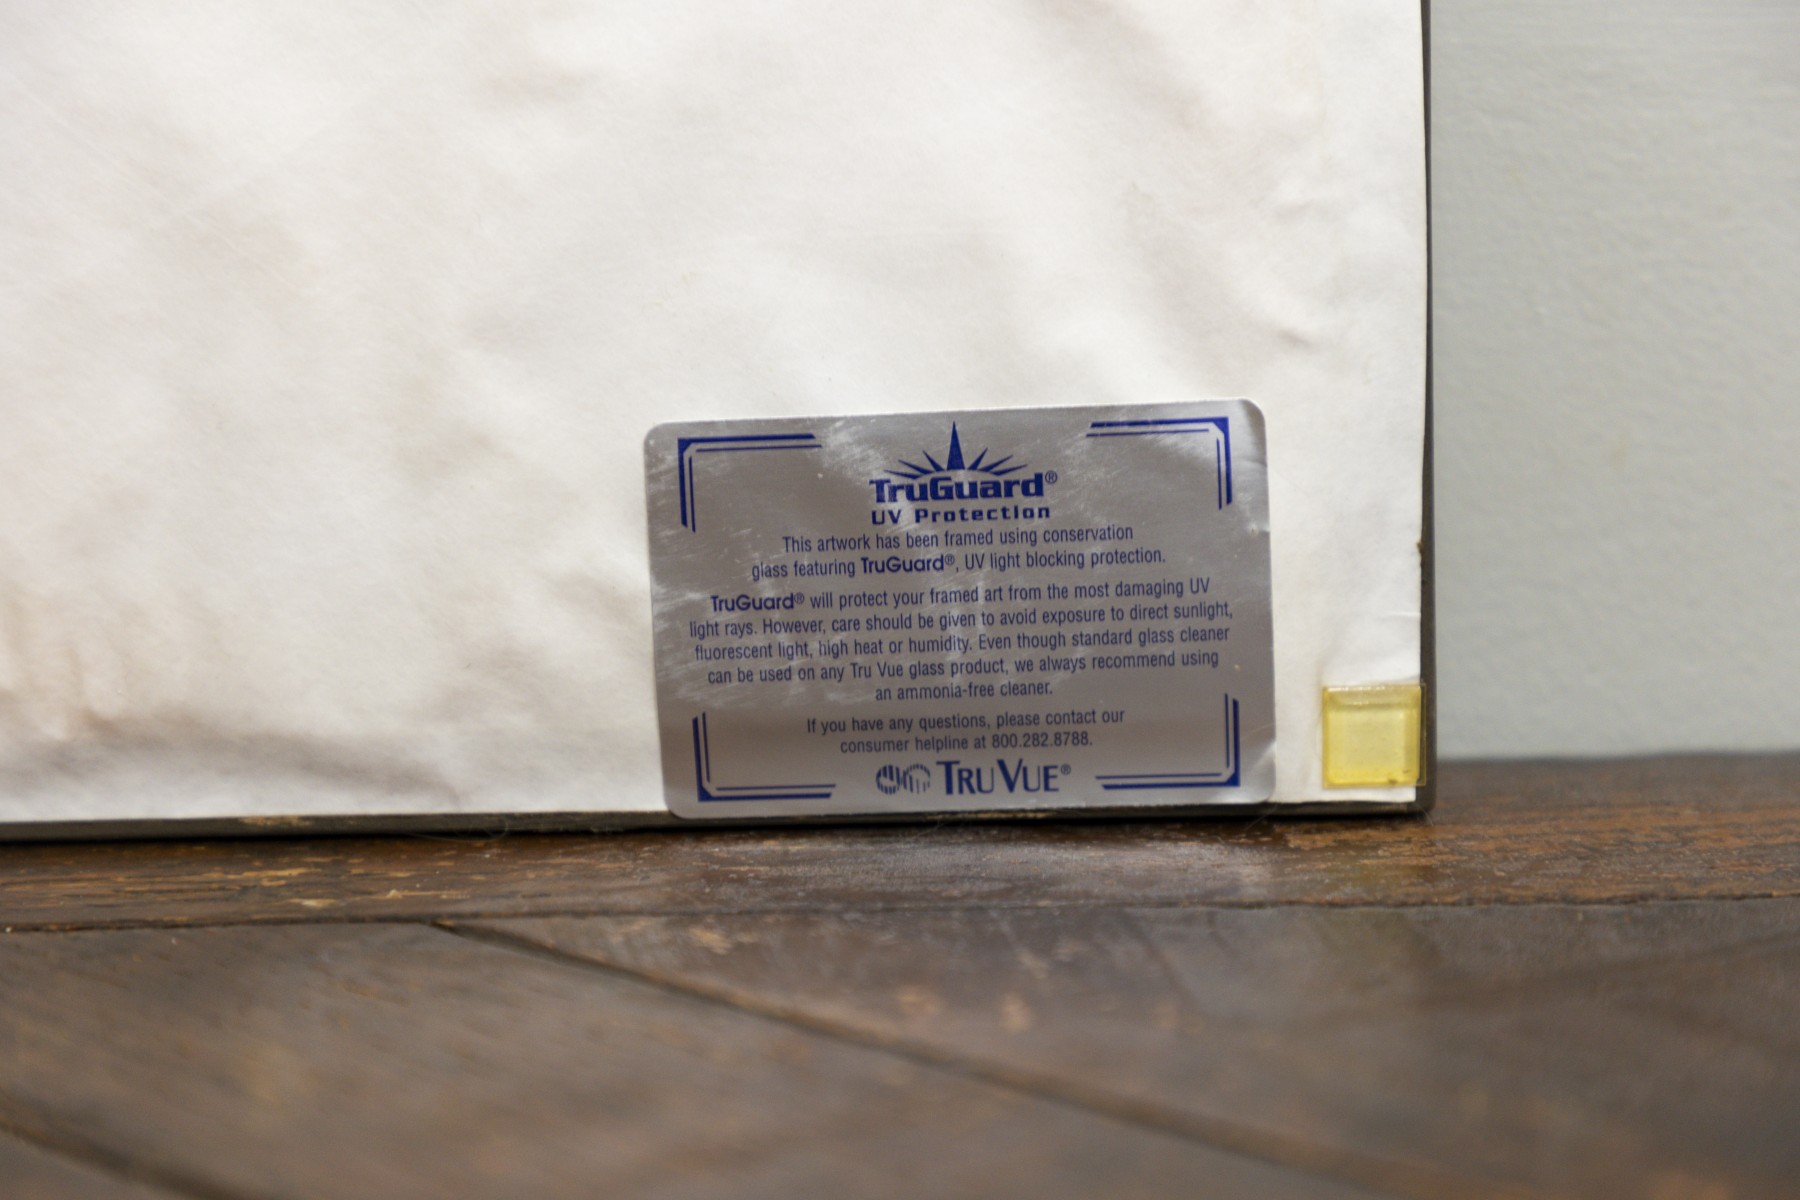 TruGuard®
UV Protection
This artwork has been framed using conservation
glass featuring TruGuard®, UV light blocking protection.
TruGuard® will protect your framed art from the most damaging UV
light rays. However, care should be given to avoid exposure to direct sunlight,
fluorescent light, high heat or humidity. Even though standard glass cleaner
can be used on any Tru Vue glass product, we always recommend using
an ammonia-free cleaner.
If you have any questions, please contact our
consumer helpline at 800.282.8788.
TRU VUE®